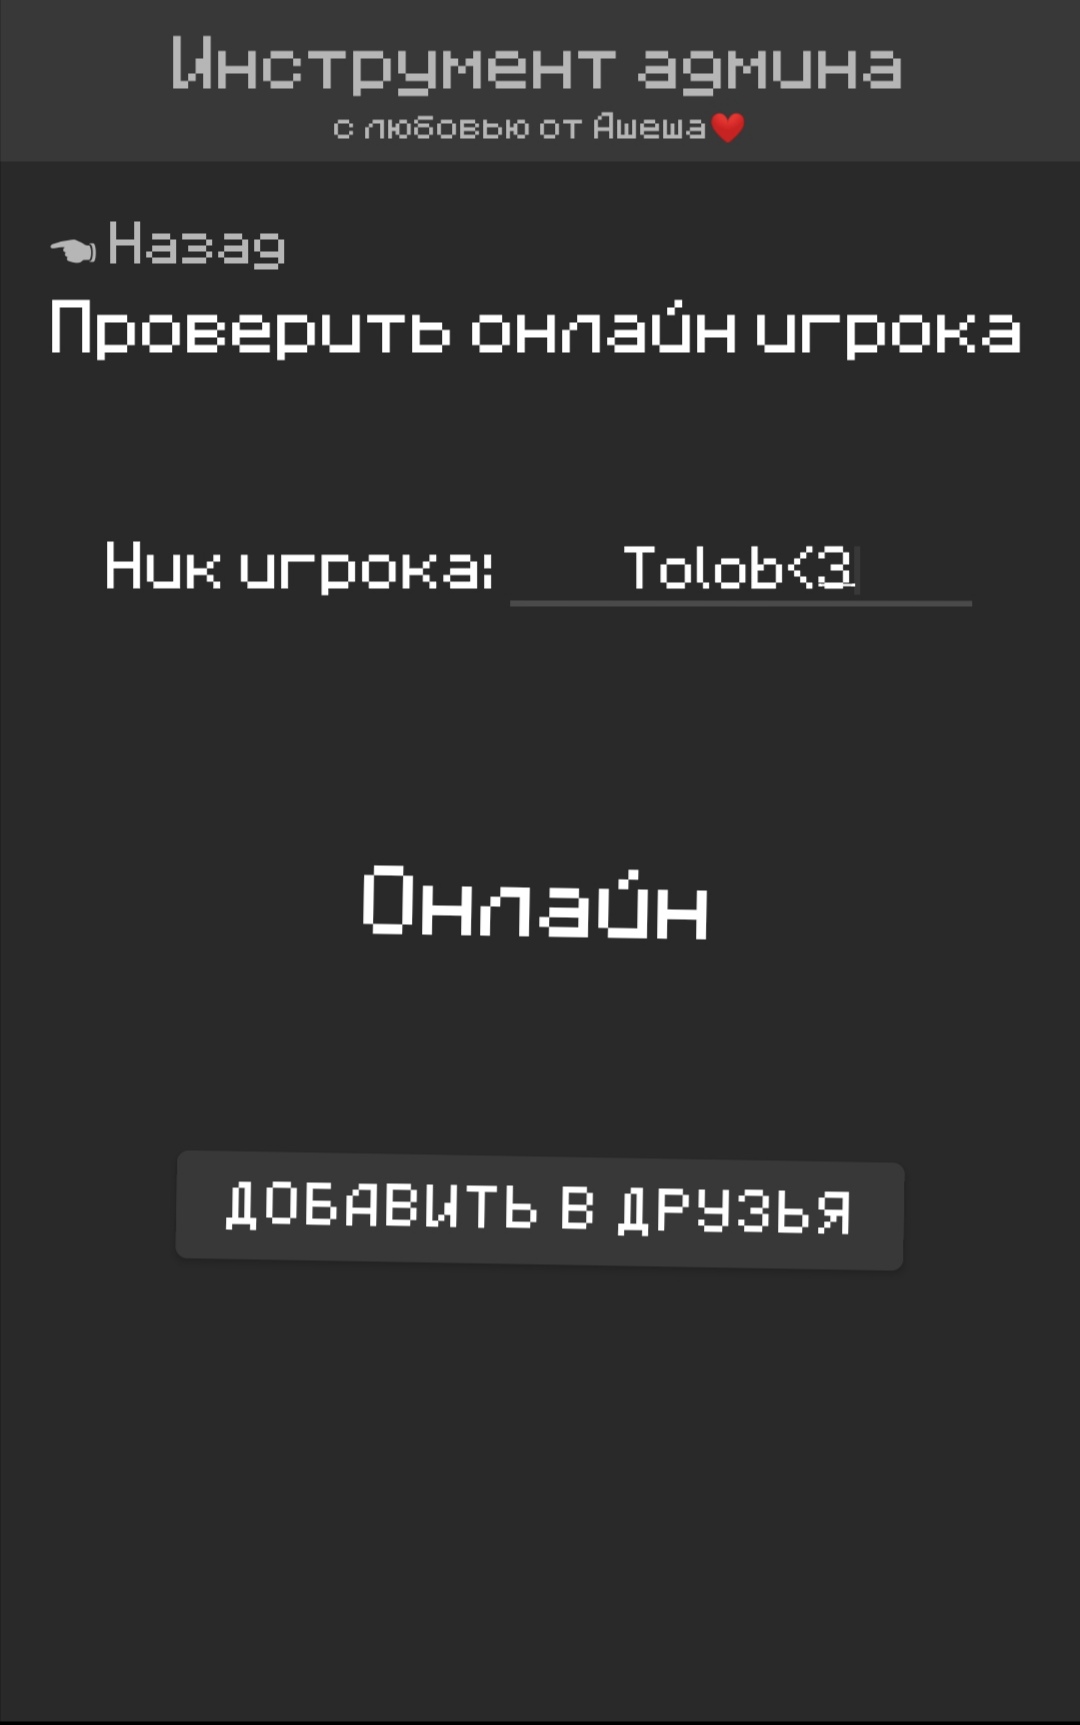 Инструмент админа
с любовью от Ашеша❤️
☚Назад
Проверить онлайн игрока
Ник игрока: Tolob<3
Онлайн
ДОБАВИТЬ В ДРУЗЬЯ